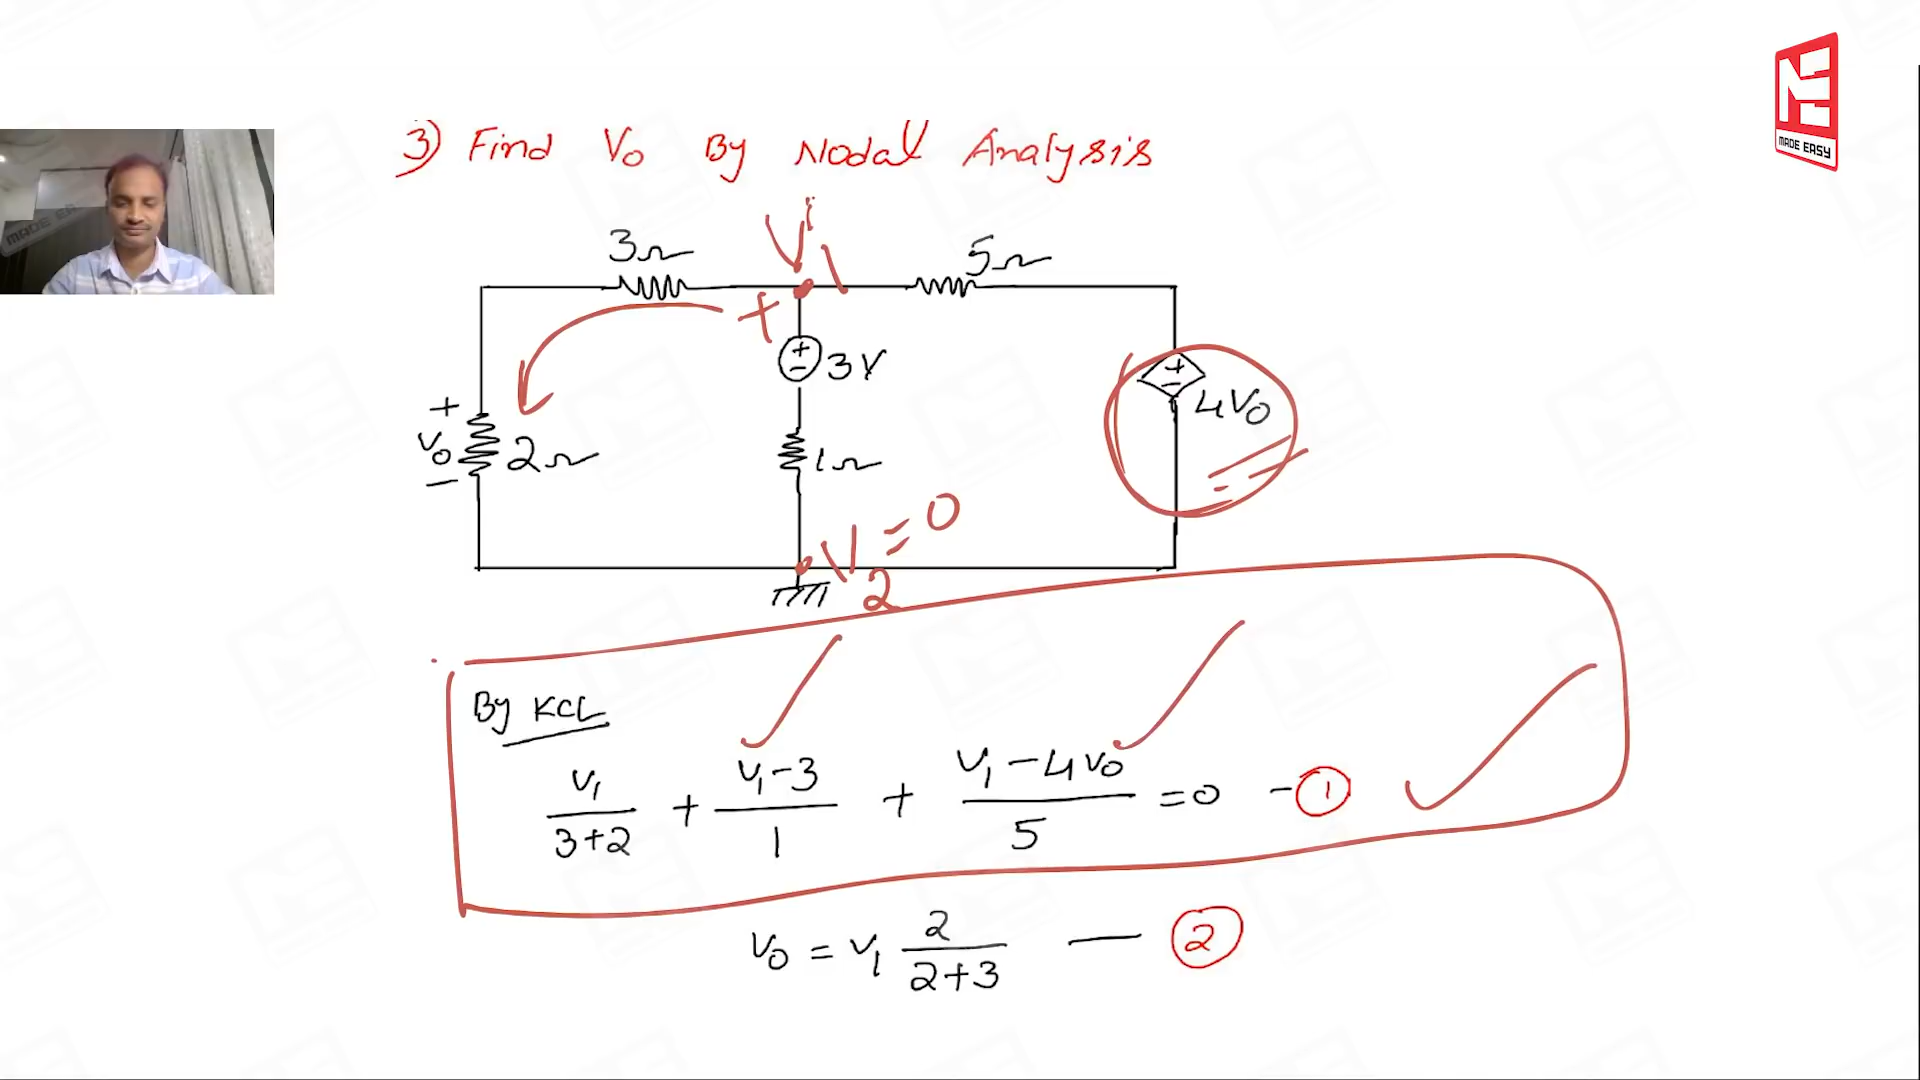 MADE EASY
3) Find V₀ By Nodal Analysis
V₁
3Ω
5Ω
+
+
-
3V
+
-
4V₀
+
V₀
-
2Ω
1Ω
V₂ = 0
By KCL
V₁/(3+2) + (V₁-3)/1 + (V₁-4V₀)/5 = 0 - ①
V₀ = V₁ 2/(2+3) — ②